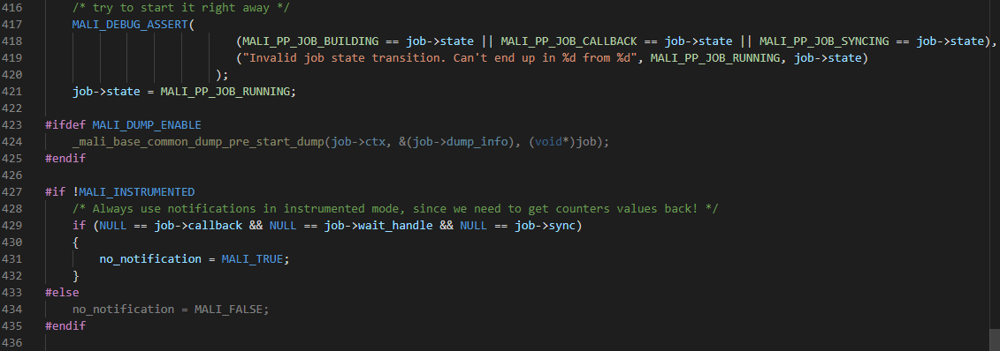 416     /* try to start it right away */
417     MALI_DEBUG_ASSERT(
418                             (MALI_PP_JOB_BUILDING == job->state || MALI_PP_JOB_CALLBACK == job->state || MALI_PP_JOB_SYNCING == job->state),
419                             ("Invalid job state transition. Can't end up in %d from %d", MALI_PP_JOB_RUNNING, job->state)
420                          );
421     job->state = MALI_PP_JOB_RUNNING;
422
423 #ifdef MALI_DUMP_ENABLE
424     _mali_base_common_dump_pre_start_dump(job->ctx, &(job->dump_info), (void*)job);
425 #endif
426
427 #if !MALI_INSTRUMENTED
428     /* Always use notifications in instrumented mode, since we need to get counters values back! */
429     if (NULL == job->callback && NULL == job->wait_handle && NULL == job->sync)
430     {
431         no_notification = MALI_TRUE;
432     }
433 #else
434     no_notification = MALI_FALSE;
435 #endif
436